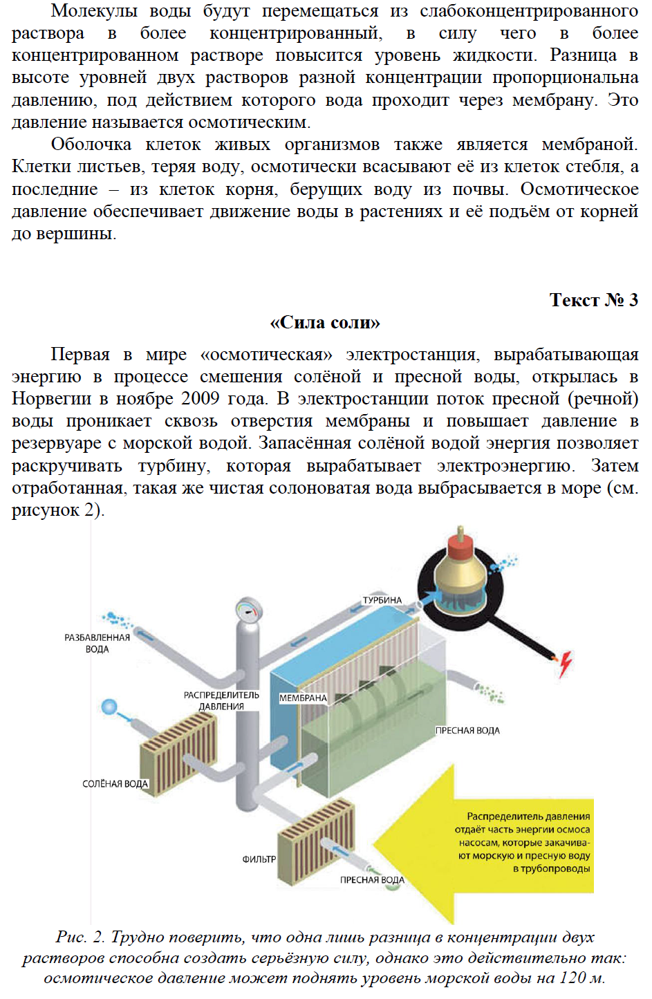 Молекулы воды будут перемещаться из слабоконцентрированного
раствора в более концентрированный, в силу чего в более
концентрированном растворе повысится уровень жидкости. Разница в
высоте уровней двух растворов разной концентрации пропорциональна
давлению, под действием которого вода проходит через мембрану. Это
давление называется осмотическим.
Оболочка клеток живых организмов также является мембраной.
Клетки листьев, теряя воду, осмотически всасывают её из клеток стебля, а
последние – из клеток корня, берущих воду из почвы. Осмотическое
давление обеспечивает движение воды в растениях и её подъём от корней
до вершины.
Текст № 3
«Сила соли»
Первая в мире «осмотическая» электростанция, вырабатывающая
энергию в процессе смешения солёной и пресной воды, открылась в
Норвегии в ноябре 2009 года. В электростанции поток пресной (речной)
воды проникает сквозь отверстия мембраны и повышает давление в
резервуаре с морской водой. Запасённая солёной водой энергия позволяет
раскручивать турбину, которая вырабатывает электроэнергию. Затем
отработанная, такая же чистая солоноватая вода выбрасывается в море (см.
рисунок 2).
ТУРБИНА
РАЗБАВЛЕННАЯ
ВОДА
РАСПРЕДЕЛИТЕЛЬ
ДАВЛЕНИЯ
МЕМБРАНА
ПРЕСНАЯ ВОДА
СОЛЁНАЯ ВОДА
ФИЛЬТР
ПРЕСНАЯ ВОДА
Распределитель давления
отдаёт часть энергии осмоса
насосам, которые закачива-
ют морскую и пресную воду
в трубопроводы
Рис. 2. Трудно поверить, что одна лишь разница в концентрации двух
растворов способна создать серьёзную силу, однако это действительно так:
осмотическое давление может поднять уровень морской воды на 120 м.